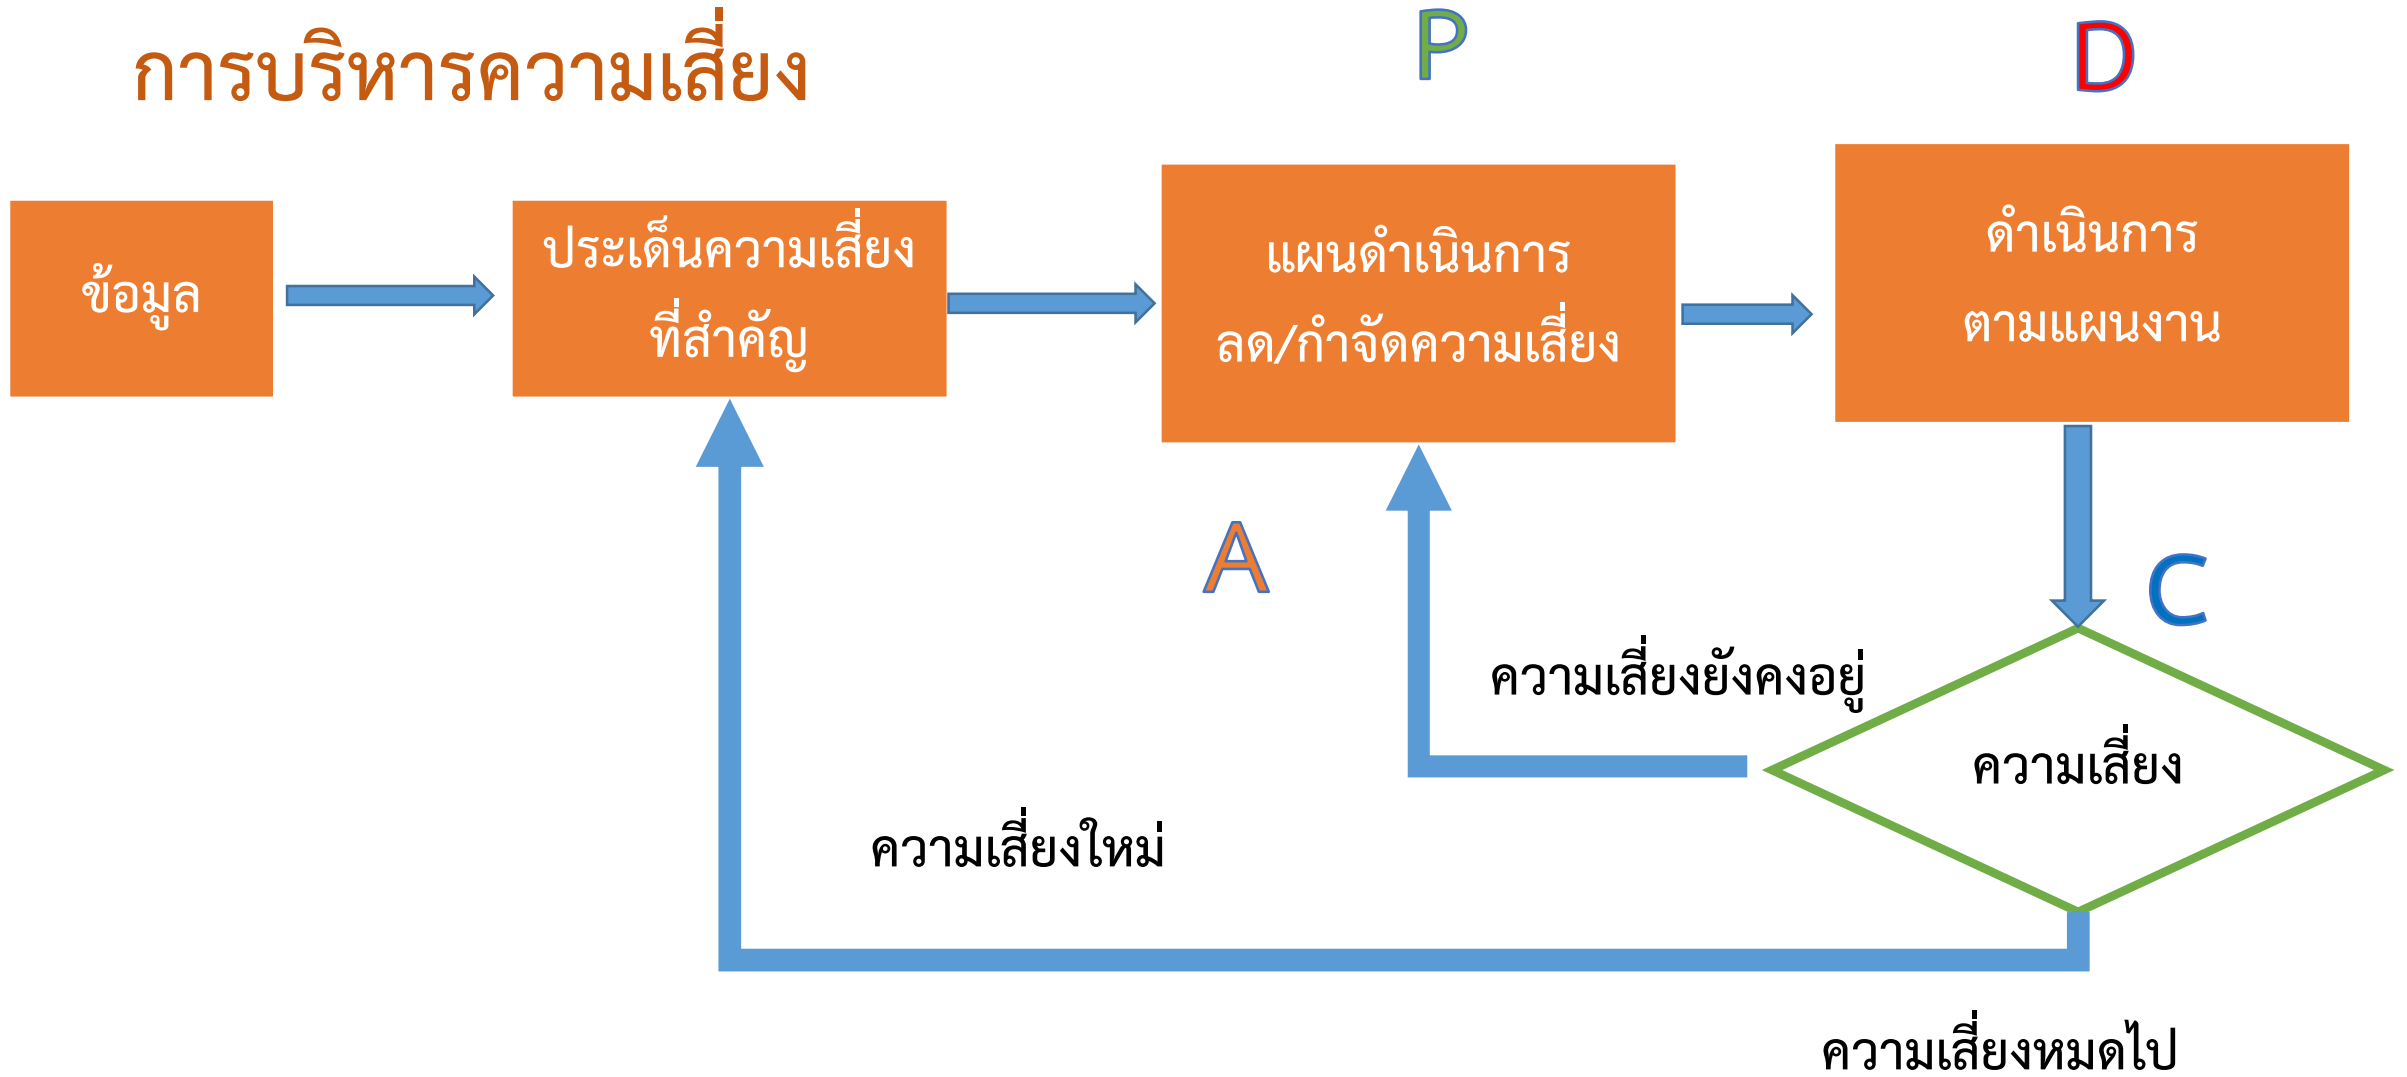 การบริหารความเสี่ยง
P
D
ข้อมูล
ประเด็นความเสี่ยง
ที่สำคัญ
แผนดำเนินการ
ลด/กำจัดความเสี่ยง
ดำเนินการ
ตามแผนงาน
A
C
ความเสี่ยงยังคงอยู่
ความเสี่ยง
ความเสี่ยงใหม่
ความเสี่ยงหมดไป